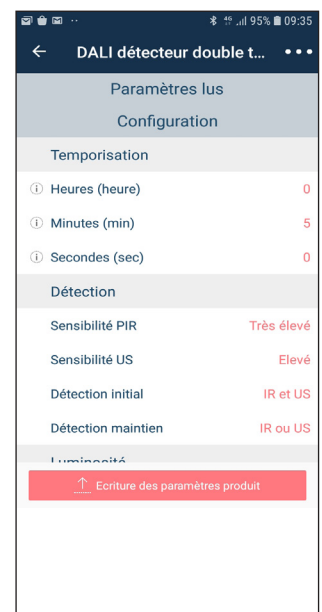 46 95% 09:35
DALI détecteur double t...
Paramètres lus
Configuration
Temporisation
Heures (heure) 0
Minutes (min) 5
Secondes (sec) 0
Détection
Sensibilité PIR Très élevé
Sensibilité US Elevé
Détection initial IR et US
Détection maintien IR ou US
Luminosité
Ecriture des paramètres produit